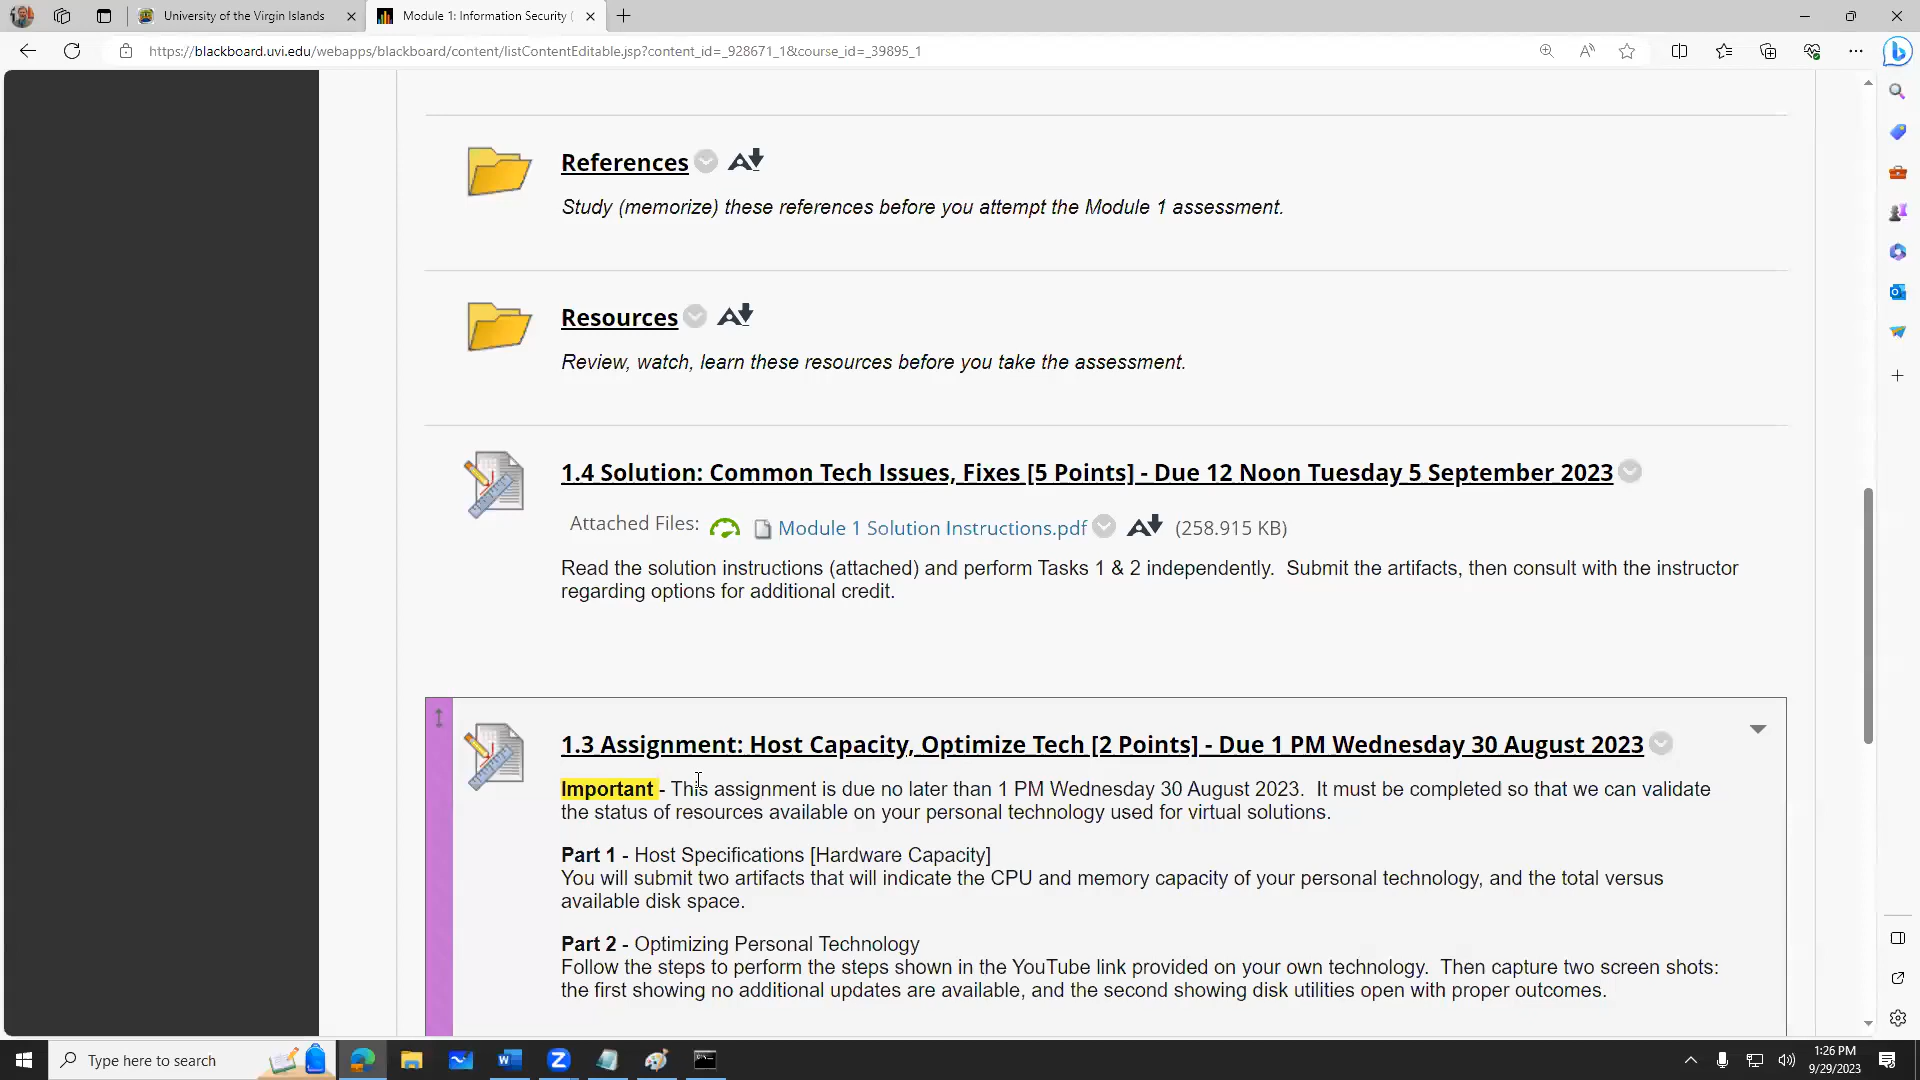 University of the Virgin Islands
Module 1: Information Security (
https://blackboard.uvi.edu/webapps/blackboard/content/listContentEditable.jsp?content_id=_928671_1&course_id=_39895_1
References
Study (memorize) these references before you attempt the Module 1 assessment.
Resources
Review, watch, learn these resources before you take the assessment.
1.4 Solution: Common Tech Issues, Fixes [5 Points] - Due 12 Noon Tuesday 5 September 2023
Attached Files: Module 1 Solution Instructions.pdf (258.915 KB)
Read the solution instructions (attached) and perform Tasks 1 & 2 independently. Submit the artifacts, then consult with the instructor
regarding options for additional credit.
1.3 Assignment: Host Capacity, Optimize Tech [2 Points] - Due 1 PM Wednesday 30 August 2023
Important - This assignment is due no later than 1 PM Wednesday 30 August 2023. It must be completed so that we can validate
the status of resources available on your personal technology used for virtual solutions.
Part 1 - Host Specifications [Hardware Capacity]
You will submit two artifacts that will indicate the CPU and memory capacity of your personal technology, and the total versus
available disk space.
Part 2 - Optimizing Personal Technology
Follow the steps to perform the steps shown in the YouTube link provided on your own technology. Then capture two screen shots:
the first showing no additional updates are available, and the second showing disk utilities open with proper outcomes.
Type here to search
1:26 PM
9/29/2023